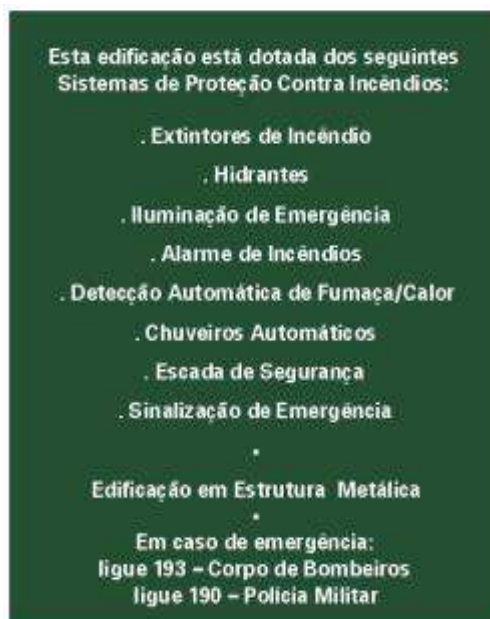 Esta edificação está dotada dos seguintes
Sistemas de Proteção Contra Incêndios:
. Extintores de Incêndio
. Hidrantes
. Iluminação de Emergência
. Alarme de Incêndios
. Detecção Automática de Fumaça/Calor
. Chuveiros Automáticos
. Escada de Segurança
. Sinalização de Emergência
.
Edificação em Estrutura Metálica
.
Em caso de emergência:
ligue 193 – Corpo de Bombeiros
ligue 190 – Polícia Militar